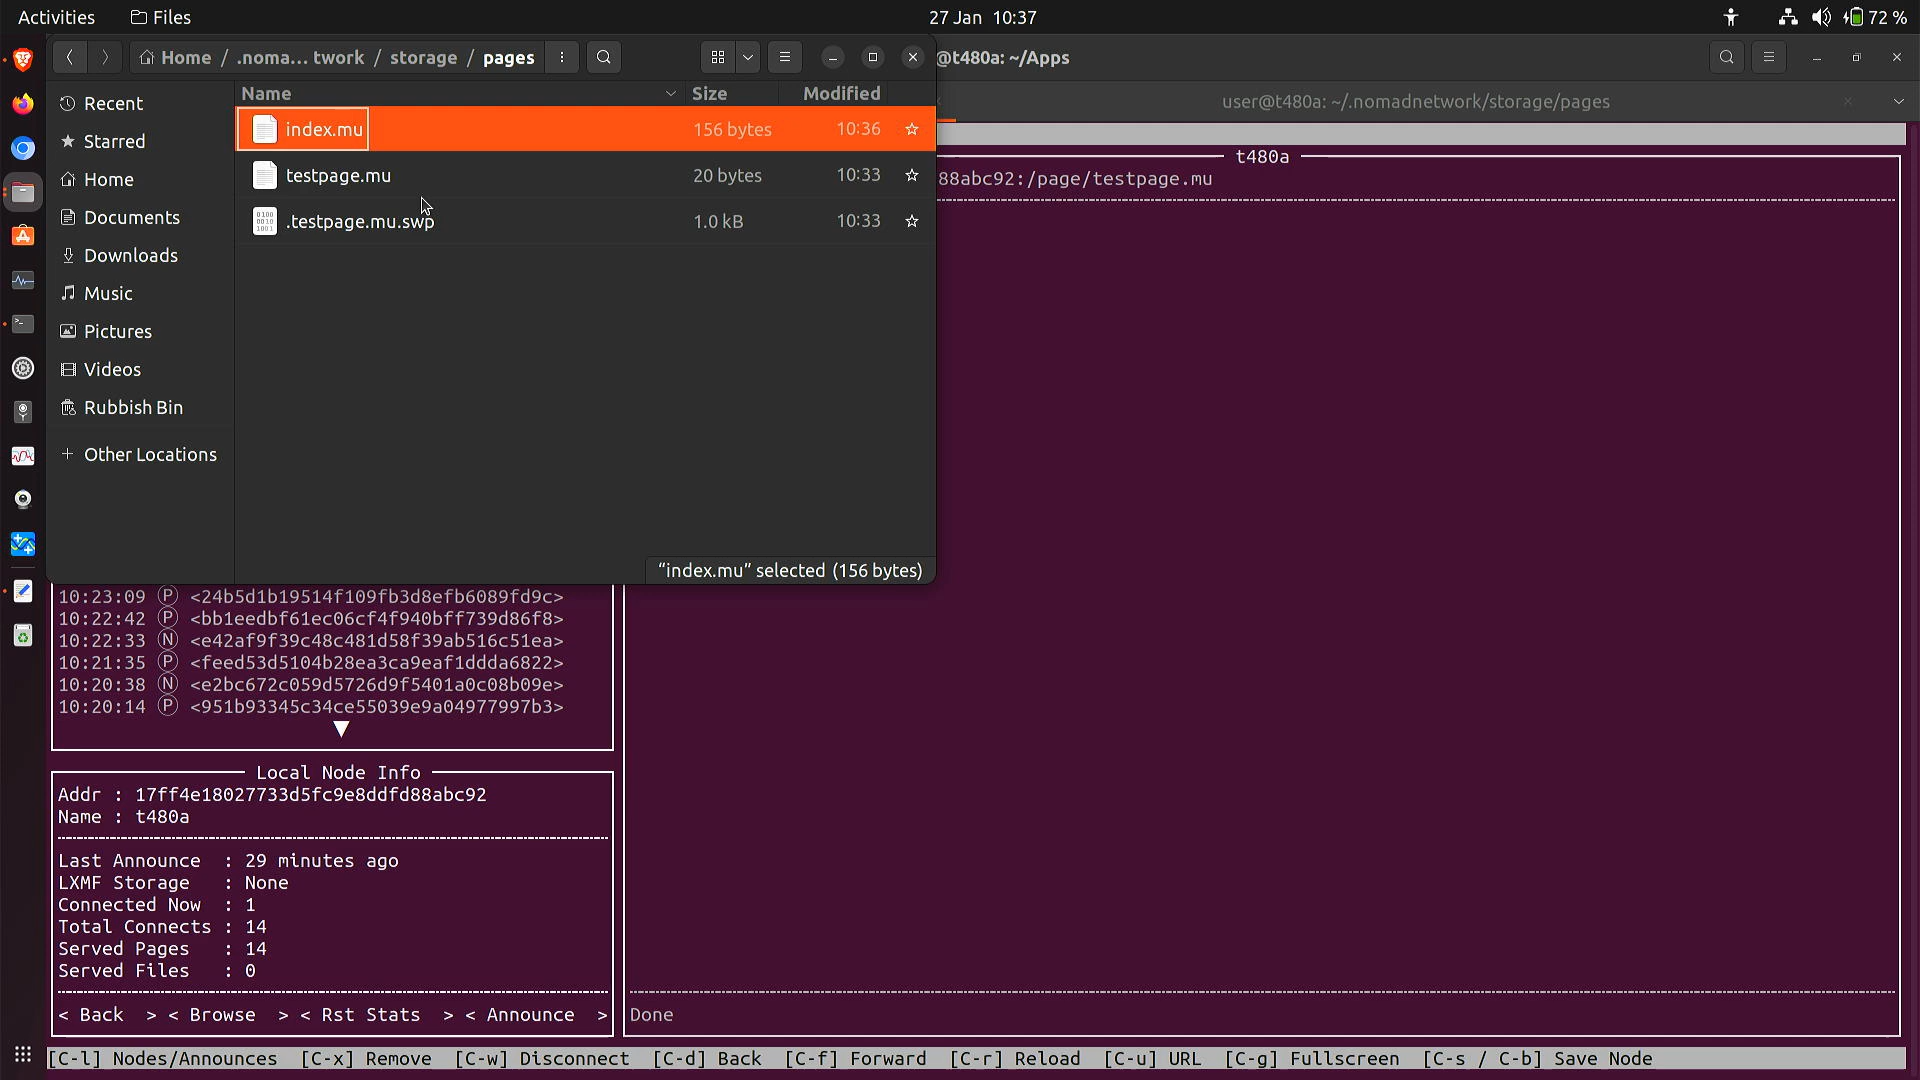 Activities Files 27 Jan 10:37 72 %
Home / .noma… twork / storage / pages
@t480a: ~/Apps
user@t480a: ~/.nomadnetwork/storage/pages
Recent
Starred
Home
Documents
Downloads
Music
Pictures
Videos
Rubbish Bin
+ Other Locations
Name Size Modified
index.mu 156 bytes 10:36
testpage.mu 20 bytes 10:33
.testpage.mu.swp 1.0 kB 10:33
"index.mu" selected (156 bytes)
t480a
88abc92:/page/testpage.mu
10:23:09 Ⓟ <24b5d1b19514f109fb3d8efb6089fd9c>
10:22:42 Ⓟ <bb1eedbf61ec06cf4f940bff739d86f8>
10:22:33 Ⓝ <e42af9f39c48c481d58f39ab516c51ea>
10:21:35 Ⓟ <feed53d5104b28ea3ca9eaf1ddda6822>
10:20:38 Ⓝ <e2bc672c059d5726d9f5401a0c08b09e>
10:20:14 Ⓟ <951b93345c34ce55039e9a04977997b3>
Local Node Info
Addr : 17ff4e18027733d5fc9e8ddfd88abc92
Name : t480a
Last Announce : 29 minutes ago
LXMF Storage : None
Connected Now : 1
Total Connects : 14
Served Pages : 14
Served Files : 0
< Back > < Browse > < Rst Stats > < Announce >
Done
[C-l] Nodes/Announces [C-x] Remove [C-w] Disconnect [C-d] Back [C-f] Forward [C-r] Reload [C-u] URL [C-g] Fullscreen [C-s / C-b] Save Node